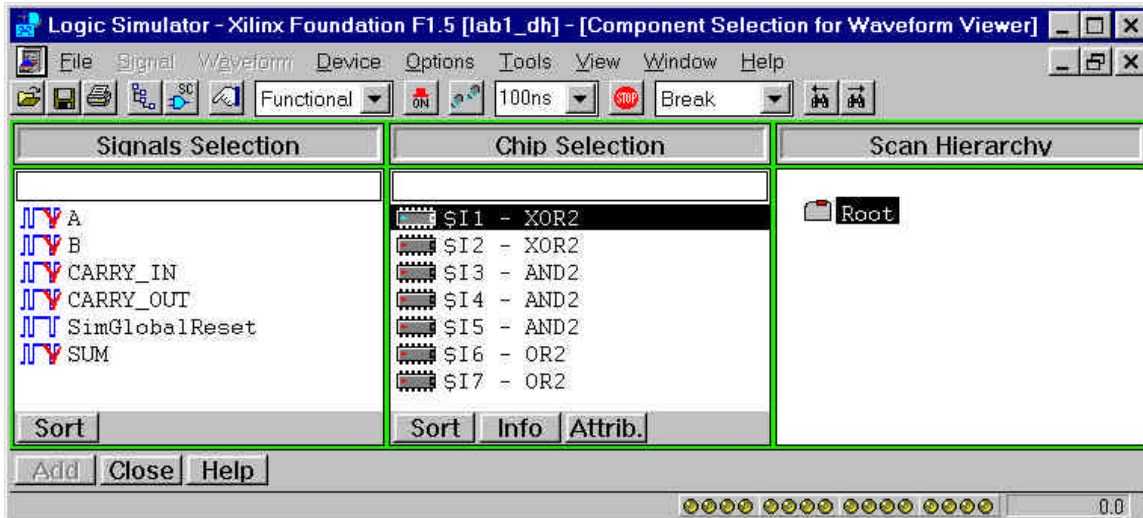 Logic Simulator - Xilinx Foundation F1.5 [lab1_dh] - [Component Selection for Waveform Viewer]
File Signal Waveform Device Options Tools View Window Help
SC Functional ON 100ns STOP Break
Signals Selection Chip Selection Scan Hierarchy
A $I1 - XOR2 Root
B $I2 - XOR2
CARRY_IN $I3 - AND2
CARRY_OUT $I4 - AND2
SimGlobalReset $I5 - AND2
SUM $I6 - OR2
$I7 - OR2
Sort Sort Info Attrib.
Add Close Help
0.0